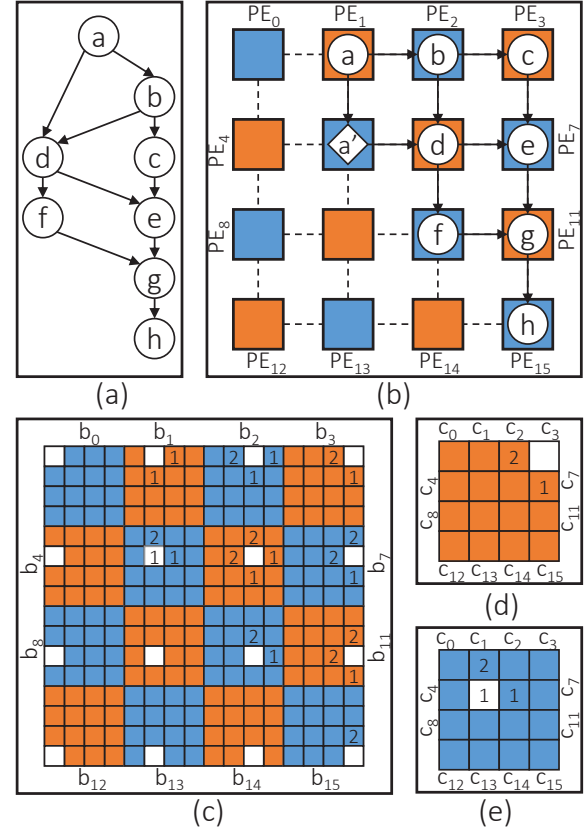 a
b
d
c
f
e
g
h
(a)
PE0 PE1 PE2 PE3
a b c
PE4 a' d e PE7
PE8 f g PE11
h
PE12 PE13 PE14 PE15
(b)
b0 b1 b2 b3
1 2 1 2
1 1 1
2 2 2
b4 1 1 2 1 2 b7
1 1
2 2
b8 1 2 b11
1
2
b12 b13 b14 b15
(c)
c0 c1 c2 c3
2
c4 1 c7
c8 c11
c12 c13 c14 c15
(d)
c0 c1 c2 c3
2
c4 1 1 c7
c8 c11
c12 c13 c14 c15
(e)